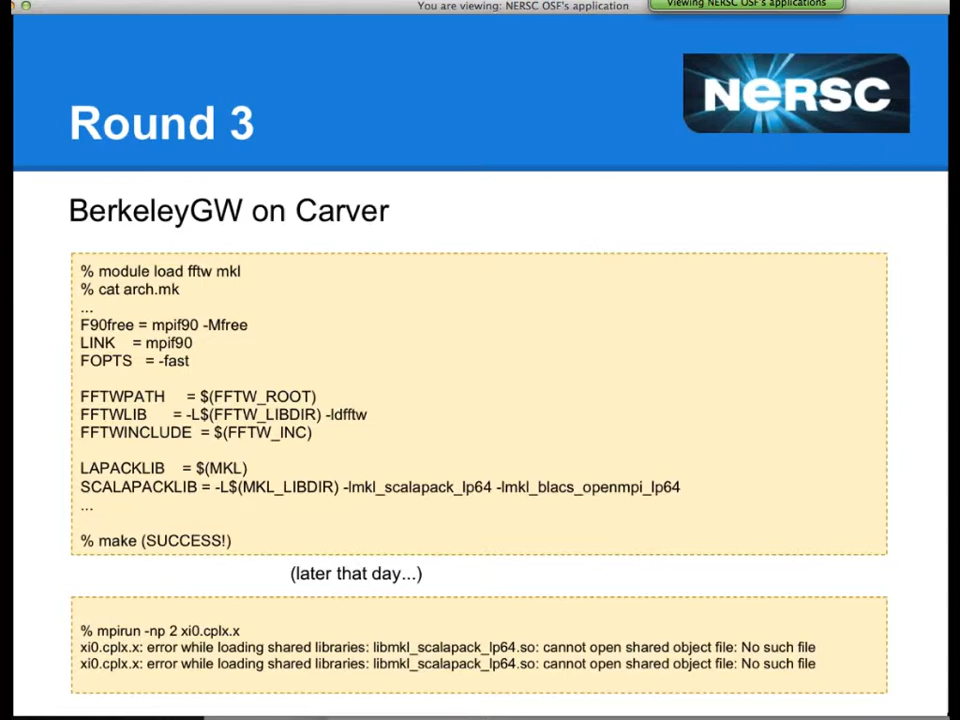 You are viewing: NERSC OSF's application
Viewing NERSC OSF's applications
NERSC
Round 3
BerkeleyGW on Carver
% module load fftw mkl
% cat arch.mk
...
F90free = mpif90 -Mfree
LINK = mpif90
FOPTS = -fast
FFTWPATH = $(FFTW_ROOT)
FFTWLIB = -L$(FFTW_LIBDIR) -ldfftw
FFTWINCLUDE = $(FFTW_INC)
LAPACKLIB = $(MKL)
SCALAPACKLIB = -L$(MKL_LIBDIR) -lmkl_scalapack_lp64 -lmkl_blacs_openmpi_lp64
...
% make (SUCCESS!)
(later that day...)
% mpirun -np 2 xi0.cplx.x
xi0.cplx.x: error while loading shared libraries: libmkl_scalapack_lp64.so: cannot open shared object file: No such file
xi0.cplx.x: error while loading shared libraries: libmkl_scalapack_lp64.so: cannot open shared object file: No such file